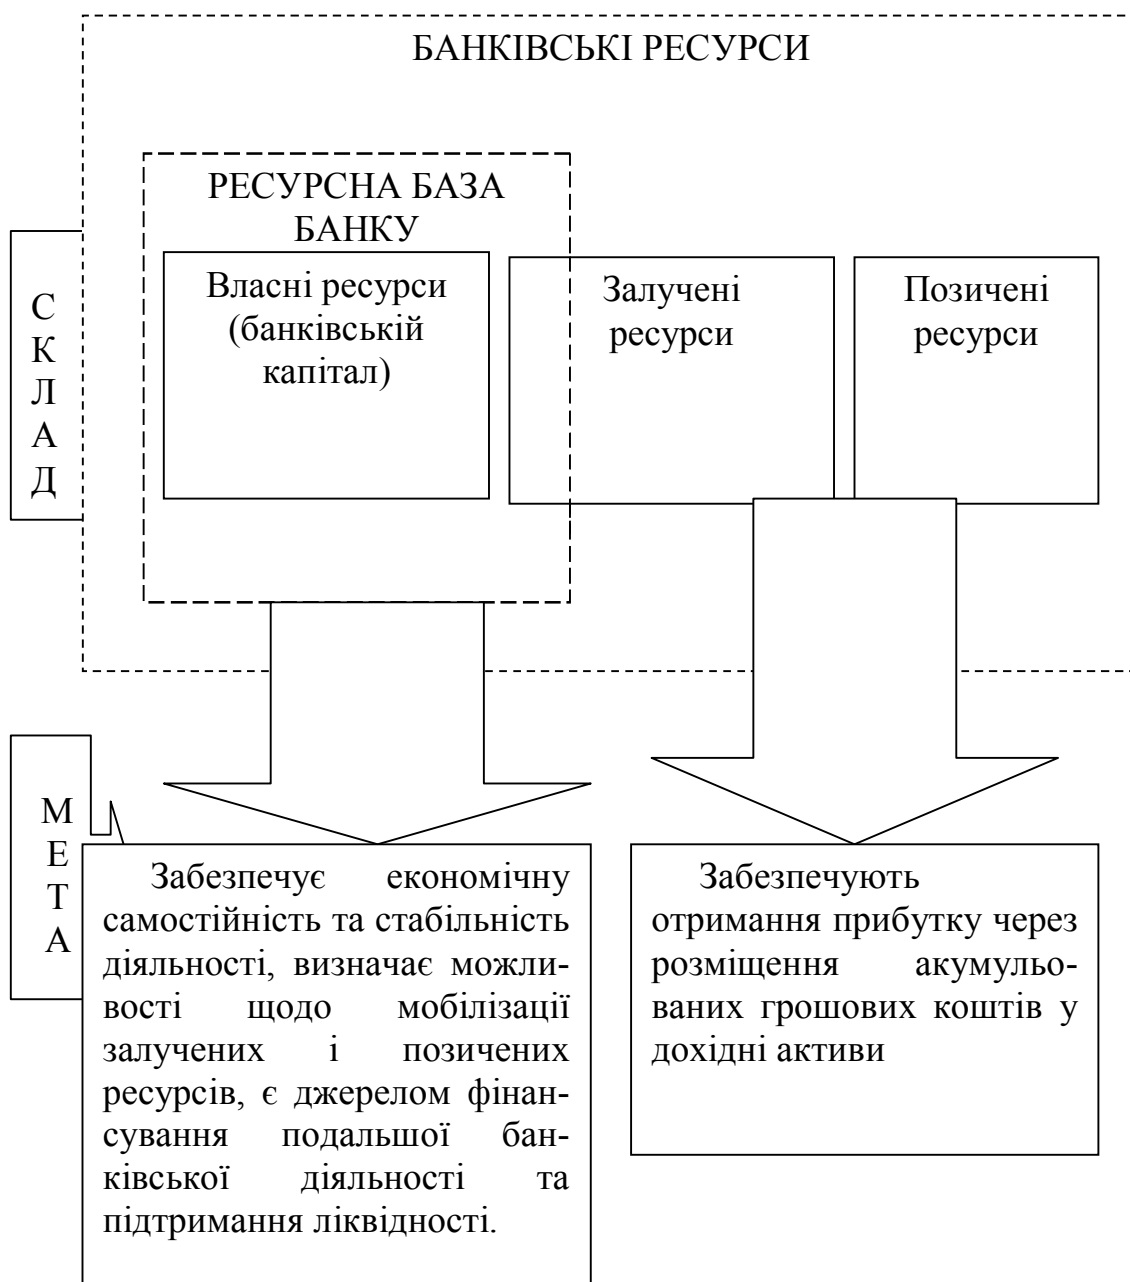 БАНКІВСЬКІ РЕСУРСИ
РЕСУРСНА БАЗА
БАНКУ
С
К
Л
А
Д
Власні ресурси
(банківській
капітал)
Залучені
ресурси
Позичені
ресурси
М
Е
Т
А
Забезпечує економічну
самостійність та стабільність
діяльності, визначає можли-
вості щодо мобілізації
залучених і позичених
ресурсів, є джерелом фінан-
сування подальшої бан-
ківської діяльності та
підтримання ліквідності.
Забезпечують
отримання прибутку через
розміщення акумульо-
ваних грошових коштів у
дохідні активи